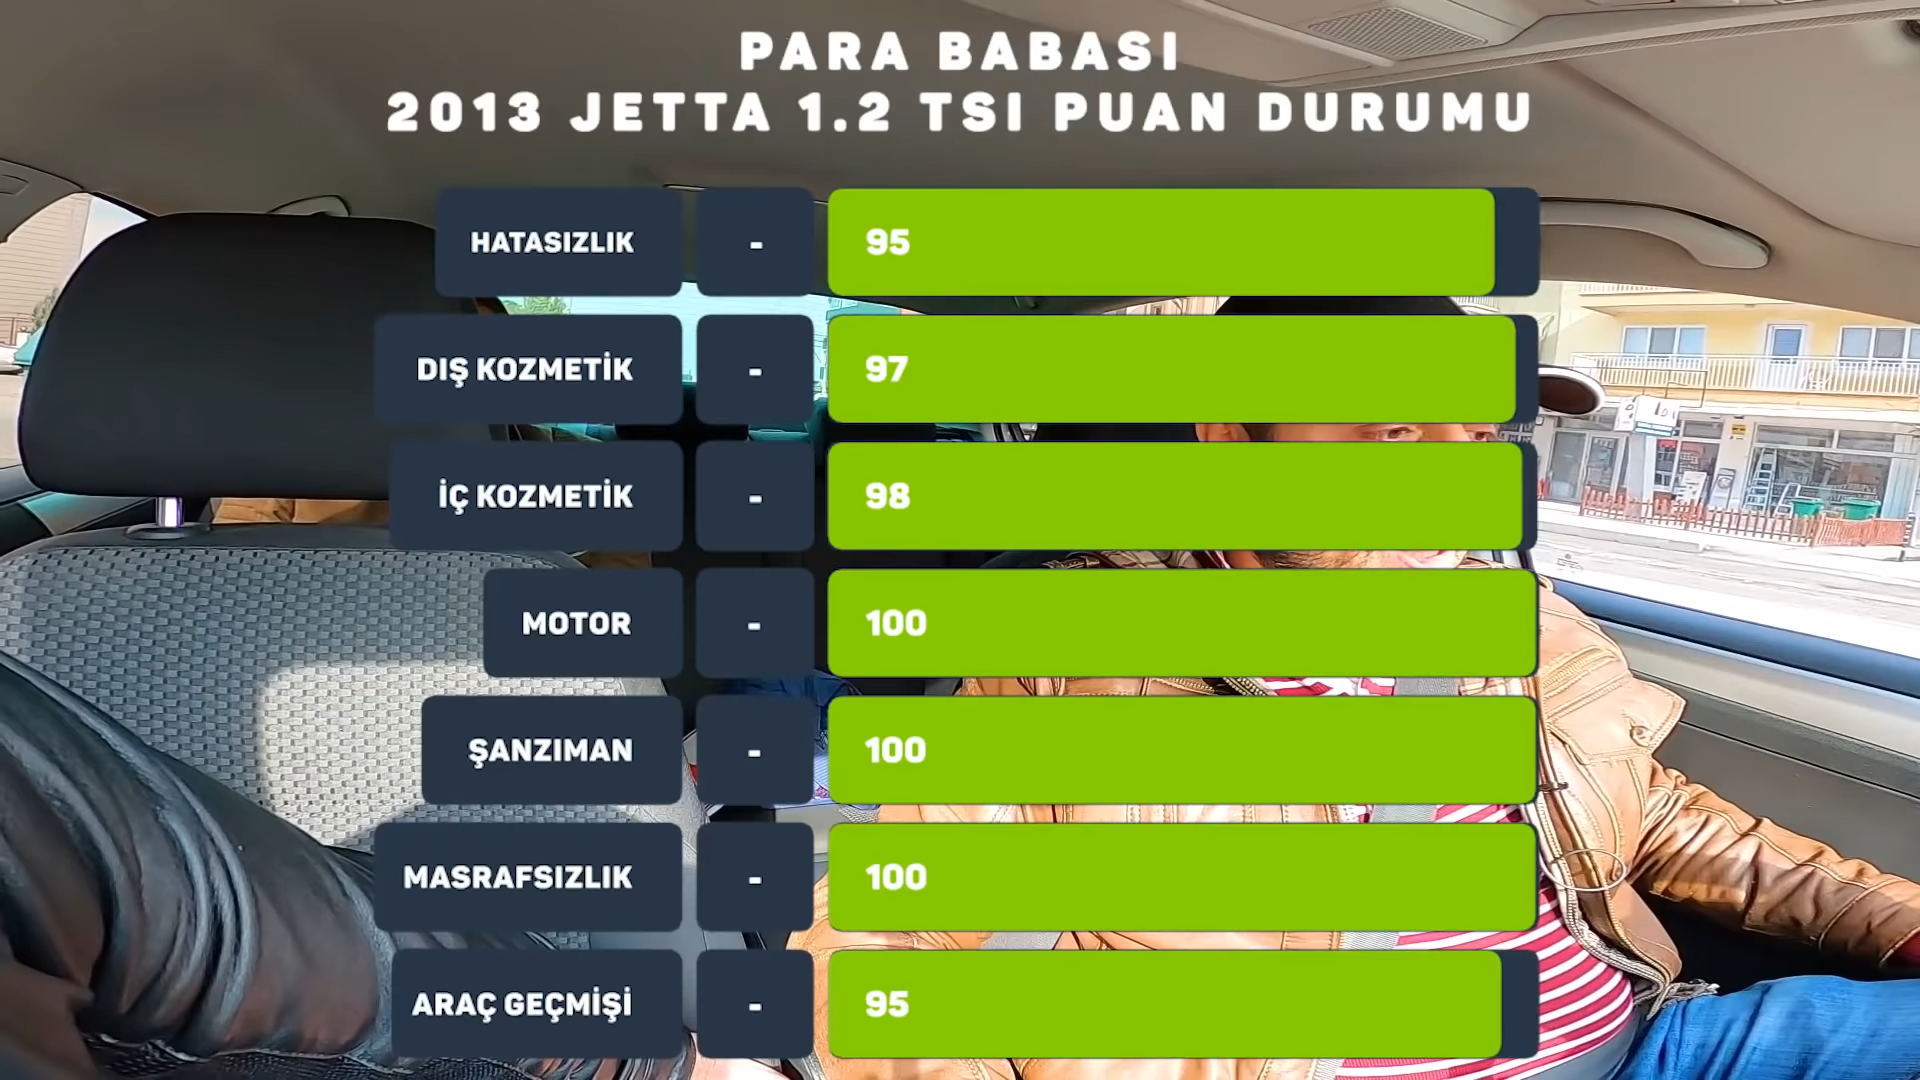 PARA BABASI
2013 JETTA 1.2 TSI PUAN DURUMU
HATASIZLIK - 95
DIŞ KOZMETİK - 97
İÇ KOZMETİK - 98
MOTOR - 100
ŞANZIMAN - 100
MASRAFSIZLIK - 100
ARAÇ GEÇMİŞİ - 95